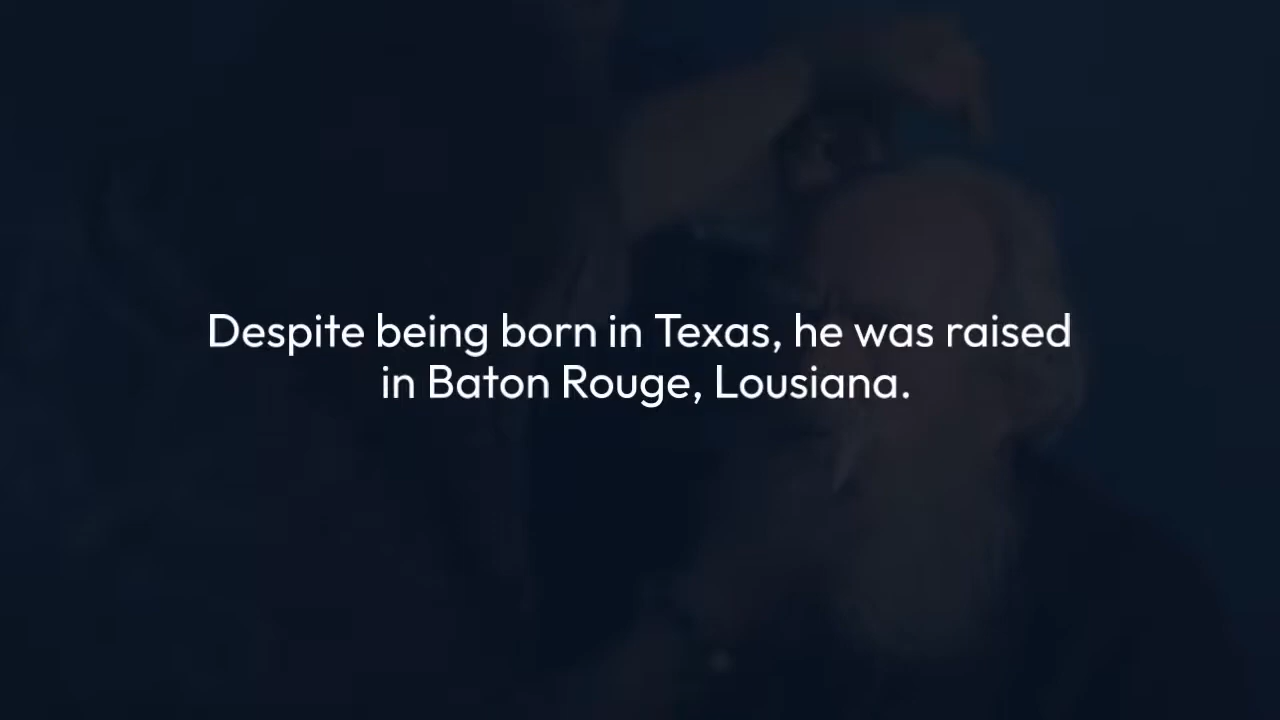 Despite being born in Texas, he was raised
in Baton Rouge, Lousiana.